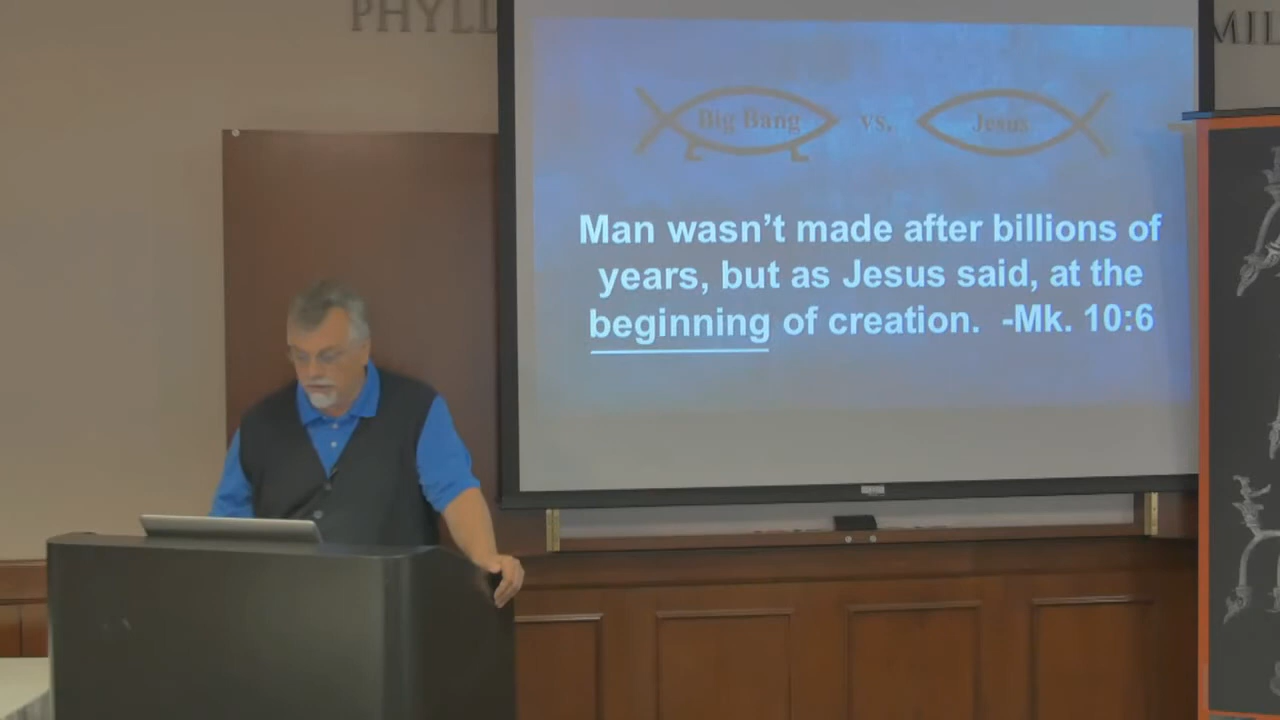 PHYLL
MIL
Big Bang vs. Jesus
Man wasn't made after billions of
years, but as Jesus said, at the
beginning of creation. -Mk. 10:6